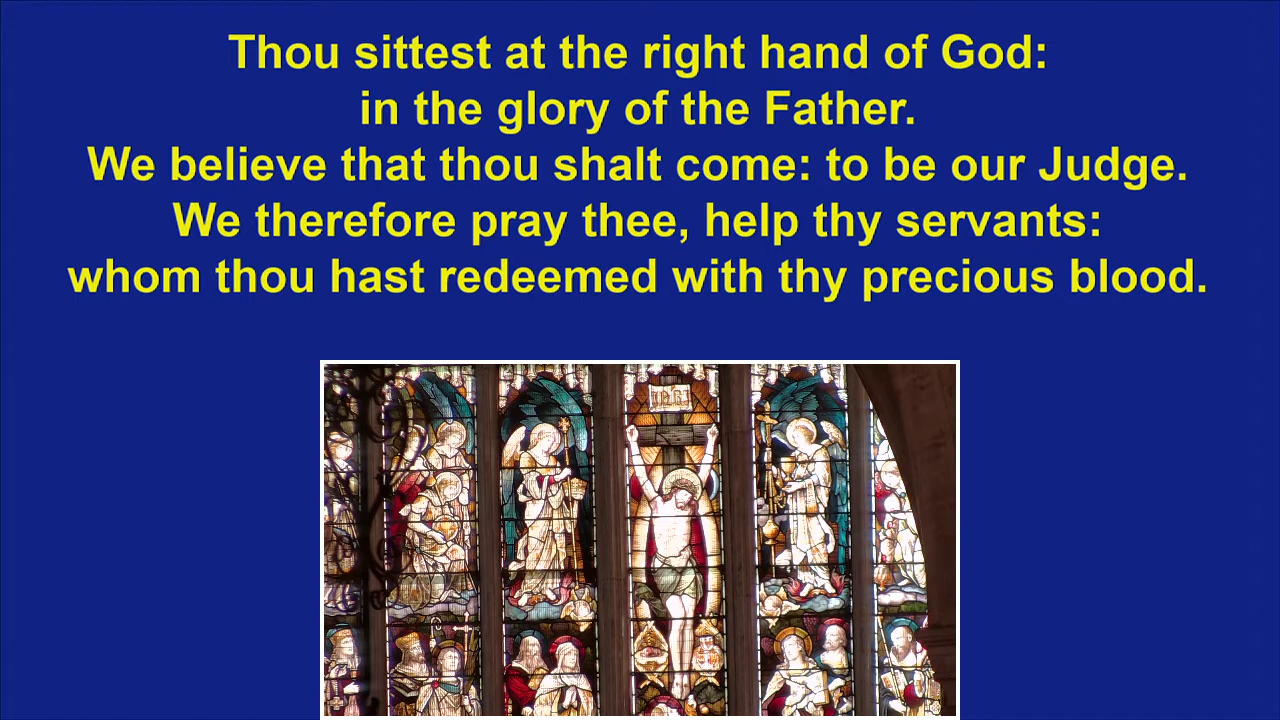 Thou sittest at the right hand of God:
in the glory of the Father.
We believe that thou shalt come: to be our Judge.
We therefore pray thee, help thy servants:
whom thou hast redeemed with thy precious blood.